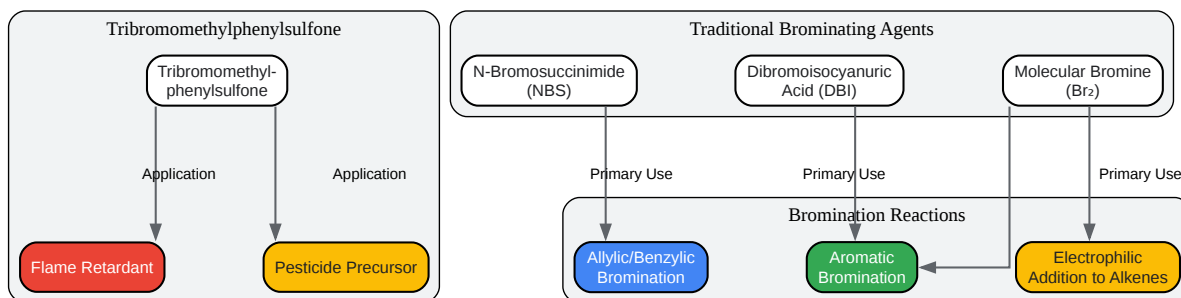 Tribromomethylphenylsulfone
Tribromomethyl-
phenylsulfone
Application
Application
Flame Retardant
Pesticide Precursor
Traditional Brominating Agents
N-Bromosuccinimide
(NBS)
Dibromoisocyanuric
Acid (DBI)
Molecular Bromine
(Br₂)
Primary Use
Primary Use
Primary Use
Bromination Reactions
Allylic/Benzylic
Bromination
Aromatic
Bromination
Electrophilic
Addition to Alkenes